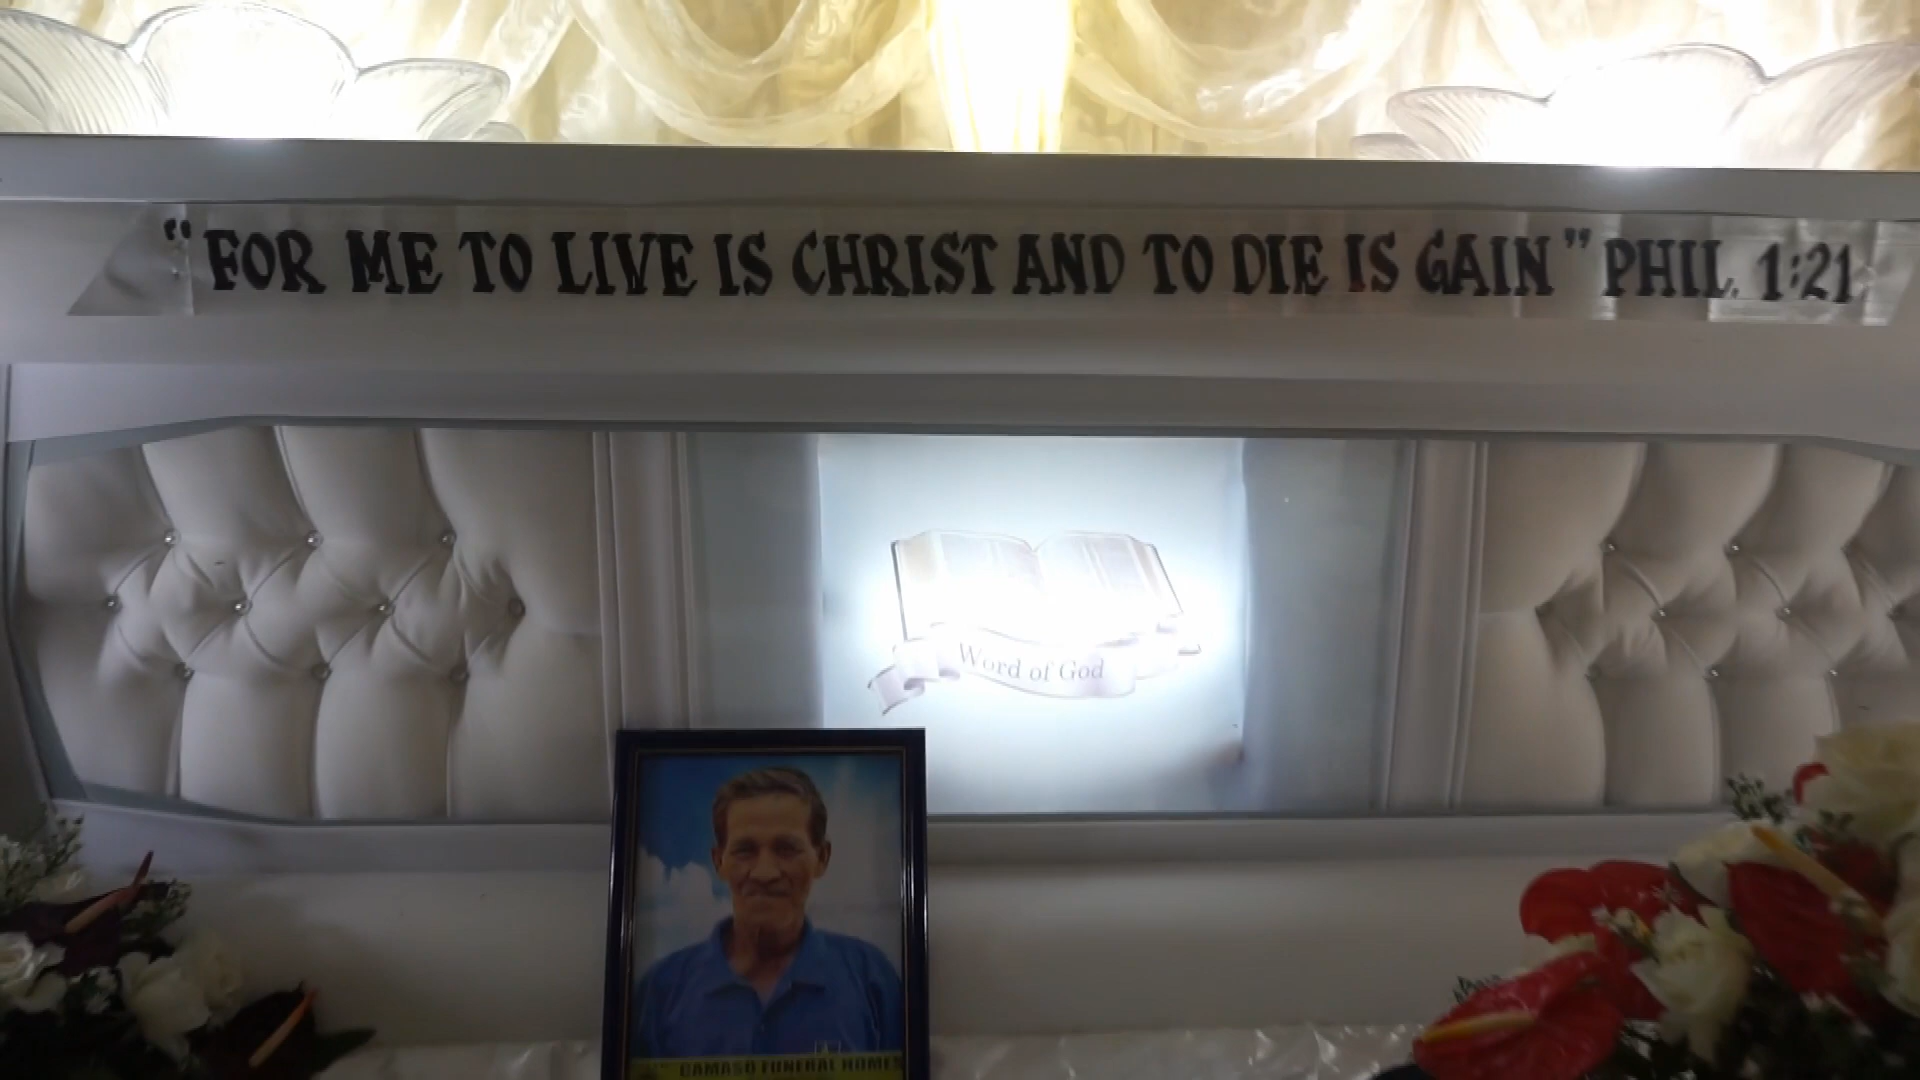 "FOR ME TO LIVE IS CHRIST AND TO DIE IS GAIN" PHIL. 1:21
Word of God
CAMASO FUNERAL HOMES